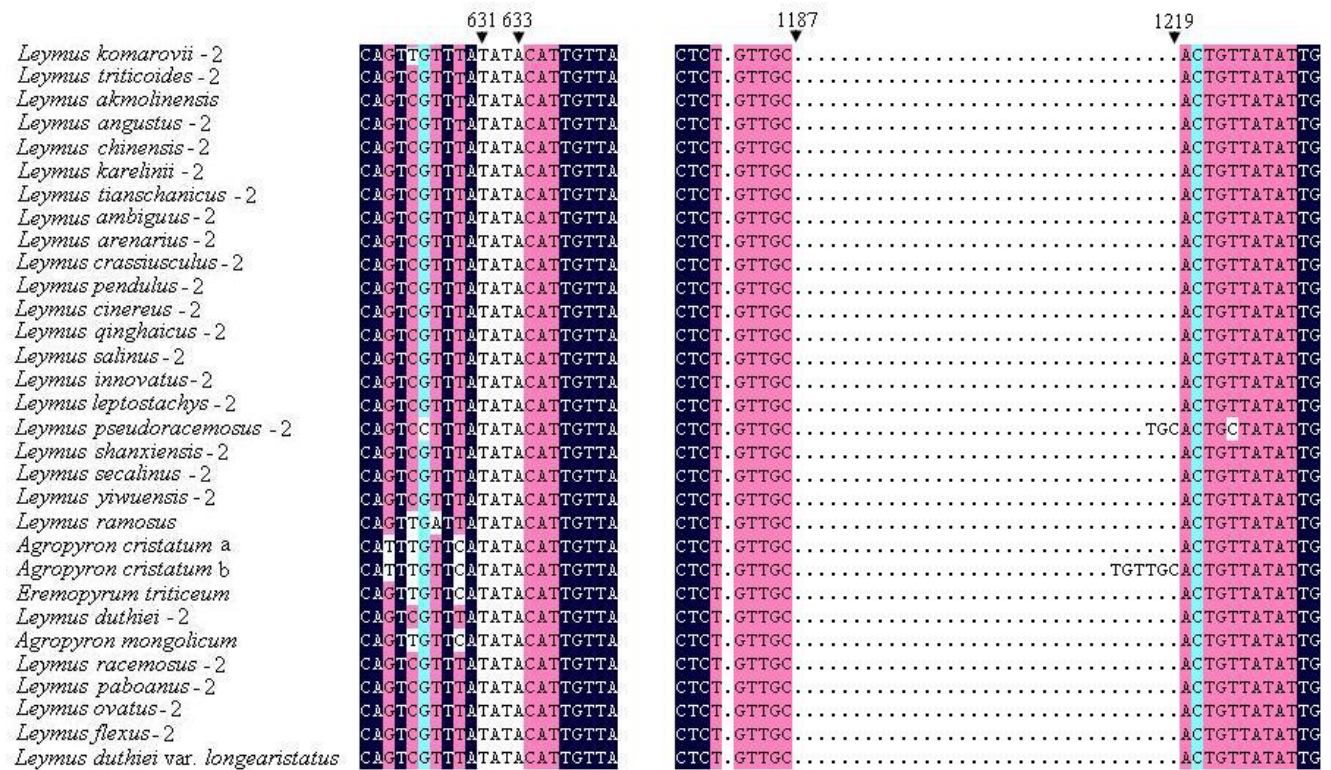 631 633 1187 1219
Leymus komarovii - 2 CAGTTGTTTATATACATTGTTA CTCT.GTTGC.................................ACTGTTATATTG
Leymus triticoides - 2 CAGTCGTTTATATACATTGTTA CTCT.GTTGC.................................ACTGTTATATTG
Leymus akmolinensis CAGTCGTTTATATACATTGTTA CTCT.GTTGC.................................ACTGTTATATTG
Leymus angustus - 2 CAGTCGTTTATATACATTGTTA CTCT.GTTGC.................................ACTGTTATATTG
Leymus chinensis - 2 CAGTCGTTTATATACATTGTTA CTCT.GTTGC.................................ACTGTTATATTG
Leymus karelinii - 2 CAGTCGTTTATATACATTGTTA CTCT.GTTGC.................................ACTGTTATATTG
Leymus tianschanicus - 2 CAGTCGTTTATATACATTGTTA CTCT.GTTGC.................................ACTGTTATATTG
Leymus ambiguus - 2 CAGTCGTTTATATACATTGTTA CTCT.GTTGC.................................ACTGTTATATTG
Leymus arenarius - 2 CAGTCGTTTATATACATTGTTA CTCT.GTTGC.................................ACTGTTATATTG
Leymus crassiusculus - 2 CAGTCGTTTATATACATTGTTA CTCT.GTTGC.................................ACTGTTATATTG
Leymus pendulus - 2 CAGTCGTTTATATACATTGTTA CTCT.GTTGC.................................ACTGTTATATTG
Leymus cinereus - 2 CAGTCGTTTATATACATTGTTA CTCT.GTTGC.................................ACTGTTATATTG
Leymus qinghaicus - 2 CAGTCGTTTATATACATTGTTA CTCT.GTTGC.................................ACTGTTATATTG
Leymus salinus - 2 CAGTCGTTTATATACATTGTTA CTCT.GTTGC.................................ACTGTTATATTG
Leymus innovatus - 2 CAGTCGTTTATATACATTGTTA CTCT.GTTGC.................................ACTGTTATATTG
Leymus leptostachys - 2 CAGTCGTTTATATACATTGTTA CTCT.GTTGC.................................ACTGTTATATTG
Leymus pseudoracemosus - 2 CAGTCCTTTATATACATTGTTA CTCT.GTTGC..............................TGCACTGCTATATTG
Leymus shanxiensis - 2 CAGTCGTTTATATACATTGTTA CTCT.GTTGC.................................ACTGTTATATTG
Leymus secalinus - 2 CAGTCGTTTATATACATTGTTA CTCT.GTTGC.................................ACTGTTATATTG
Leymus yiwuensis - 2 CAGTCGTTTATATACATTGTTA CTCT.GTTGC.................................ACTGTTATATTG
Leymus ramosus CAGTTGATTATATACATTGTTA CTCT.GTTGC.................................ACTGTTATATTG
Agropyron cristatum a CATTTGTTCATATACATTGTTA CTCT.GTTGC.................................ACTGTTATATTG
Agropyron cristatum b CATTTGTTCATATACATTGTTA CTCT.GTTGC...........................TGTTGCACTGTTATATTG
Eremopyrum triticeum CAGTTGTTCATATACATTGTTA CTCT.GTTGC.................................ACTGTTATATTG
Leymus duthiei - 2 CAGTCGTTTATATACATTGTTA CTCT.GTTGC.................................ACTGTTATATTG
Agropyron mongolicum CAGTTGTTCATATACATTGTTA CTCT.GTTGC.................................ACTGTTATATTG
Leymus racemosus - 2 CAGTCGTTTATATACATTGTTA CTCT.GTTGC.................................ACTGTTATATTG
Leymus paboanus - 2 CAGTCGTTTATATACATTGTTA CTCT.GTTGC.................................ACTGTTATATTG
Leymus ovatus - 2 CAGTCGTTTATATACATTGTTA CTCT.GTTGC.................................ACTGTTATATTG
Leymus flexus - 2 CAGTCGTTTATATACATTGTTA CTCT.GTTGC.................................ACTGTTATATTG
Leymus duthiei var. longearistatus CAGTCGTTTATATACATTGTTA CTCT.GTTGC.................................ACTGTTATATTG